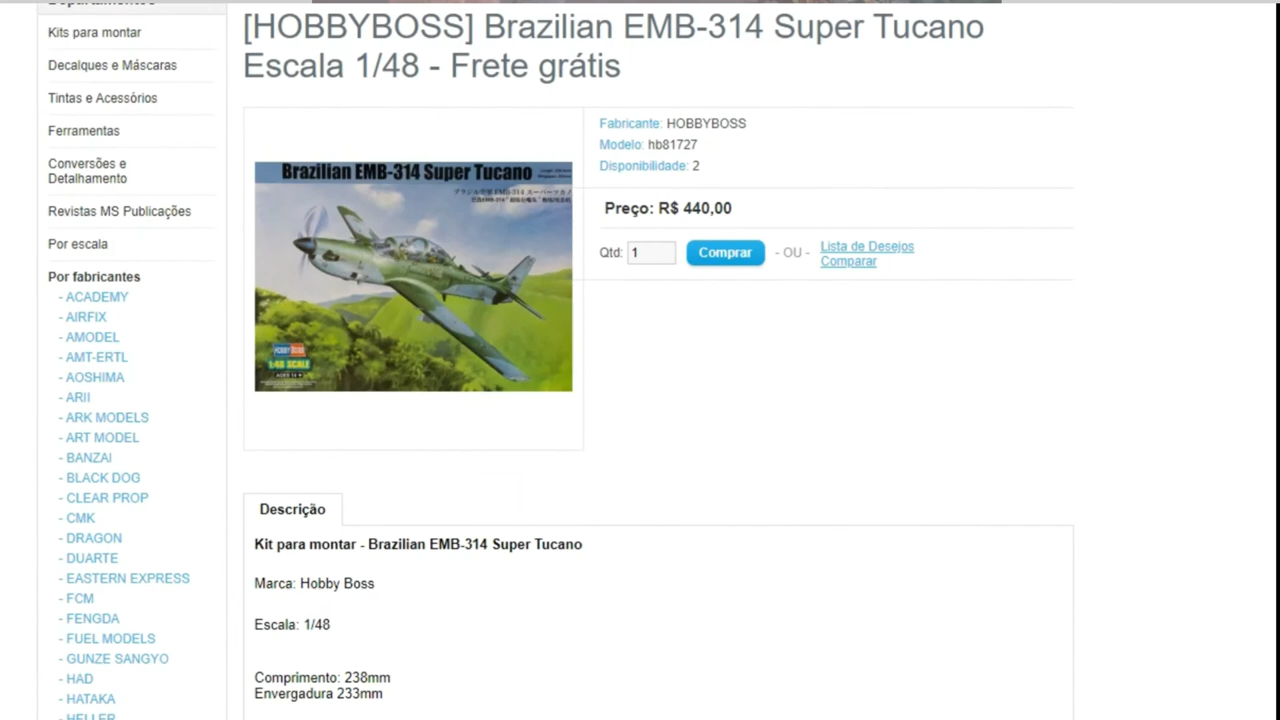 Departamentos
Kits para montar
Decalques e Máscaras
Tintas e Acessórios
Ferramentas
Conversões e
Detalhamento
Revistas MS Publicações
Por escala
Por fabricantes
- ACADEMY
- AIRFIX
- AMODEL
- AMT-ERTL
- AOSHIMA
- ARII
- ARK MODELS
- ART MODEL
- BANZAI
- BLACK DOG
- CLEAR PROP
- CMK
- DRAGON
- DUARTE
- EASTERN EXPRESS
- FCM
- FENGDA
- FUEL MODELS
- GUNZE SANGYO
- HAD
- HATAKA
- HELLER
[HOBBYBOSS] Brazilian EMB-314 Super Tucano
Escala 1/48 - Frete grátis
Brazilian EMB-314 Super Tucano
HOBBY BOSS
1:48 SCALE
Fabricante: HOBBYBOSS
Modelo: hb81727
Disponibilidade: 2
Preço: R$ 440,00
Qtd: 1 Comprar - OU - Lista de Desejos
Comparar
Descrição
Kit para montar - Brazilian EMB-314 Super Tucano
Marca: Hobby Boss
Escala: 1/48
Comprimento: 238mm
Envergadura 233mm